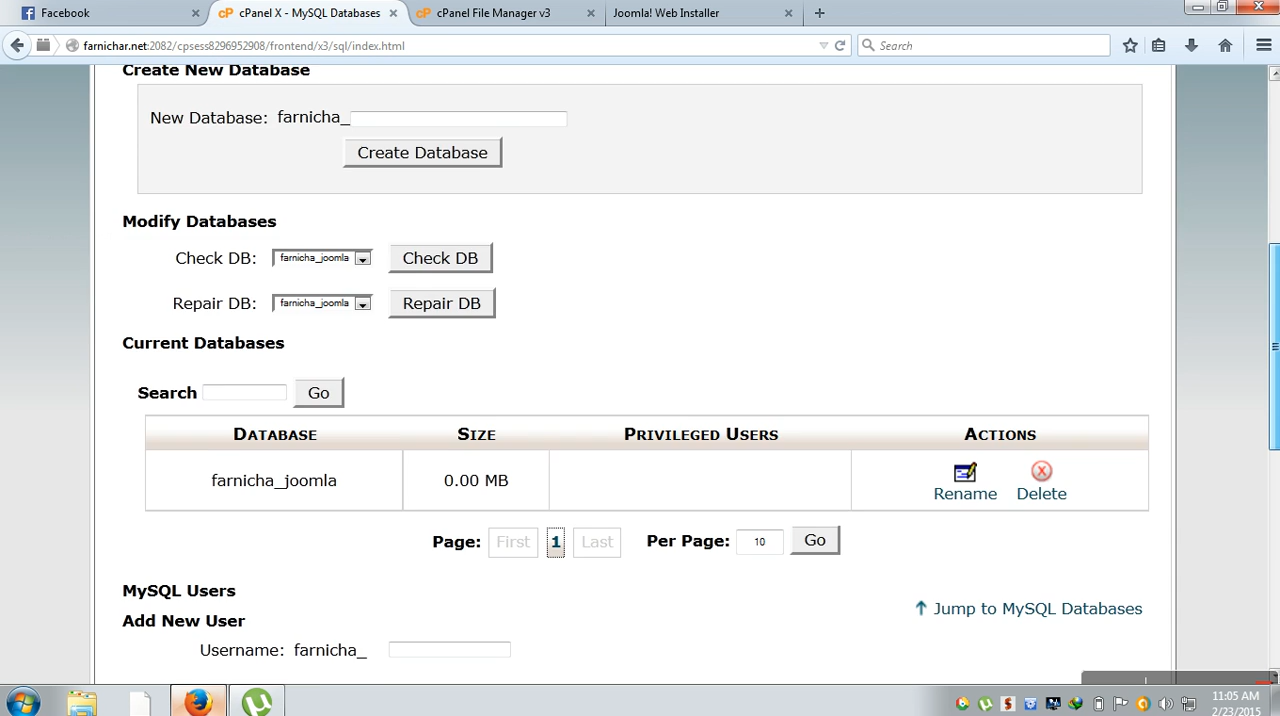 Facebook
cPanel X - MySQL Databases
cPanel File Manager v3
Joomla! Web Installer
farnichar.net:2082/cpsess8296952908/frontend/x3/sql/index.html
Search
Create New Database
New Database: farnicha_
Create Database
Modify Databases
Check DB: farnicha_joomla Check DB
Repair DB: farnicha_joomla Repair DB
Current Databases
Search Go
DATABASE SIZE PRIVILEGED USERS ACTIONS
farnicha_joomla 0.00 MB Rename Delete
Page: First 1 Last Per Page: 10 Go
MySQL Users
Jump to MySQL Databases
Add New User
Username: farnicha_
11:05 AM
2/23/2015